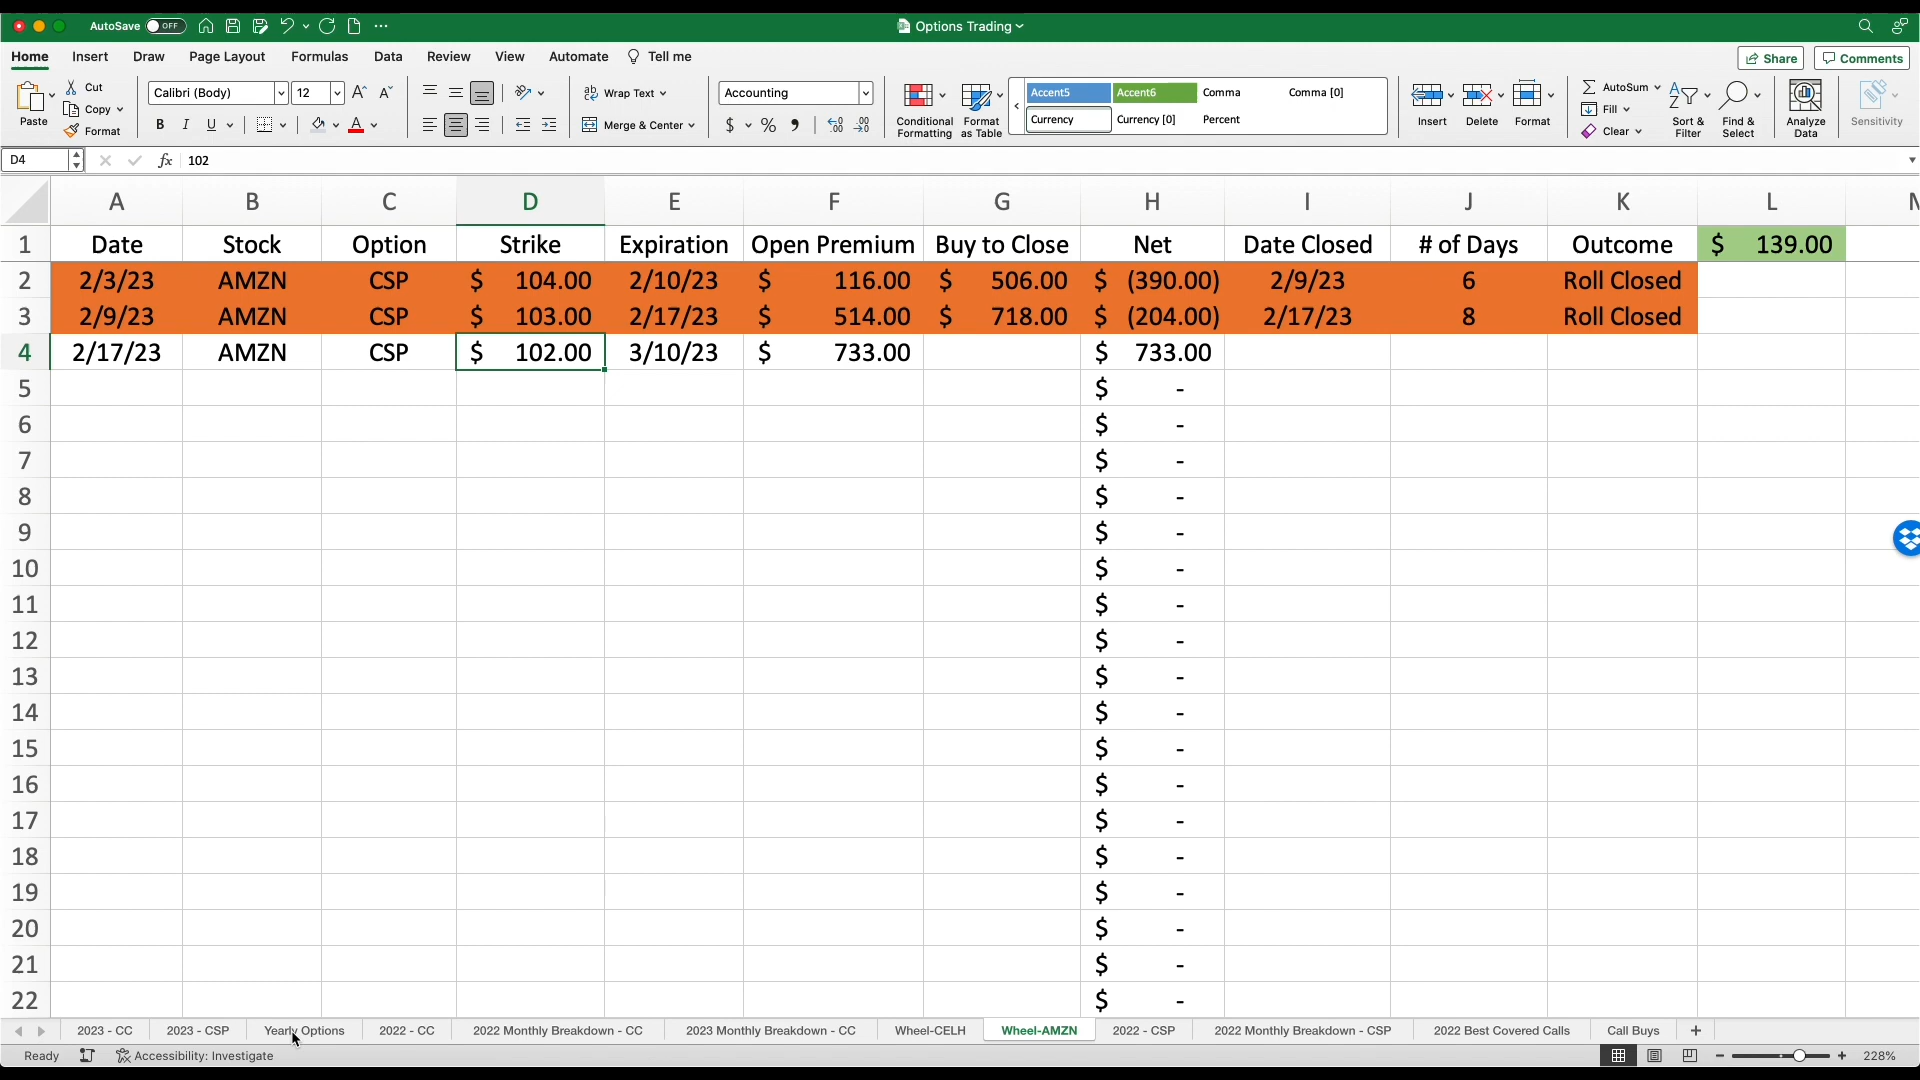 AutoSave OFF Options Trading
Home Insert Draw Page Layout Formulas Data Review View Automate Tell me Share Comments
Paste Cut Copy Format Calibri (Body) 12 Wrap Text Merge & Center Accounting Conditional Formatting Format as Table Accent5 Accent6 Comma Comma [0] Currency Currency [0] Percent Insert Delete Format AutoSum Fill Clear Sort & Filter Find & Select Analyze Data Sensitivity
B I U A $ % 9
D4 fx 102
A B C D E F G H I J K L
1 Date Stock Option Strike Expiration Open Premium Buy to Close Net Date Closed # of Days Outcome $ 139.00
2 2/3/23 AMZN CSP $ 104.00 2/10/23 $ 116.00 $ 506.00 $ (390.00) 2/9/23 6 Roll Closed
3 2/9/23 AMZN CSP $ 103.00 2/17/23 $ 514.00 $ 718.00 $ (204.00) 2/17/23 8 Roll Closed
4 2/17/23 AMZN CSP $ 102.00 3/10/23 $ 733.00 $ 733.00
5 $ -
6 $ -
7 $ -
8 $ -
9 $ -
10 $ -
11 $ -
12 $ -
13 $ -
14 $ -
15 $ -
16 $ -
17 $ -
18 $ -
19 $ -
20 $ -
21 $ -
22 $ -
2023 - CC 2023 - CSP Yearly Options 2022 - CC 2022 Monthly Breakdown - CC 2023 Monthly Breakdown - CC Wheel-CELH Wheel-AMZN 2022 - CSP 2022 Monthly Breakdown - CSP 2022 Best Covered Calls Call Buys +
Ready Accessibility: Investigate - + 228%